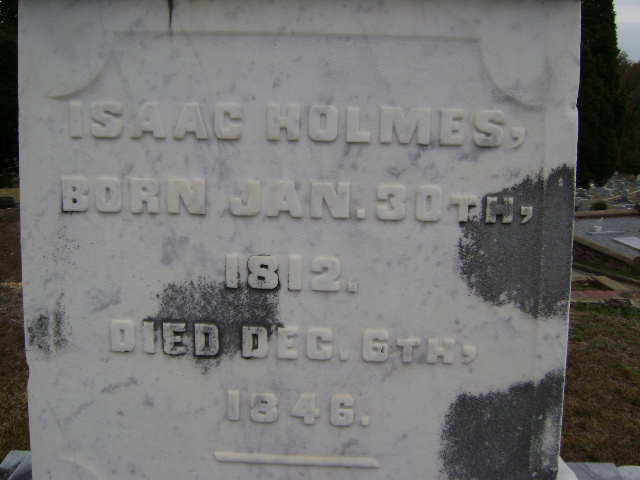 ISAAC HOLMES,
BORN JAN. 30TH,
1812.
DIED DEC. 6TH,
1846.